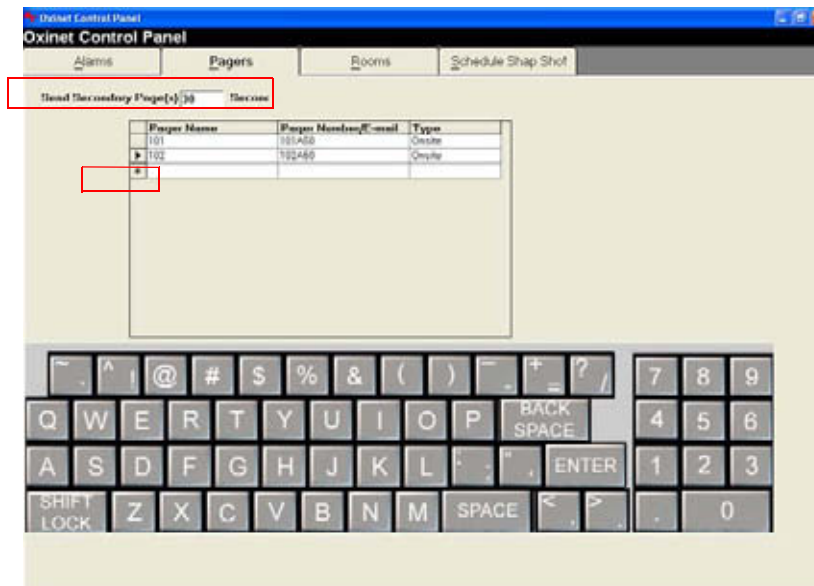 Oxinet Control Panel
Oxinet Control Panel
Alarms Pagers Rooms Schedule Shap Shot
Send Secondary Page(s) 30 Secon
Pager Name Pager Number/E-mail Type
101 101A60 Onsite
102 102A60 Onsite
*
~ . ^ ! @ # $ % & ( ) _ - + = ? / 7 8 9
Q W E R T Y U I O P BACK SPACE 4 5 6
A S D F G H J K L : ; " , ENTER 1 2 3
SHIFT LOCK Z X C V B N M SPACE < , > . . 0